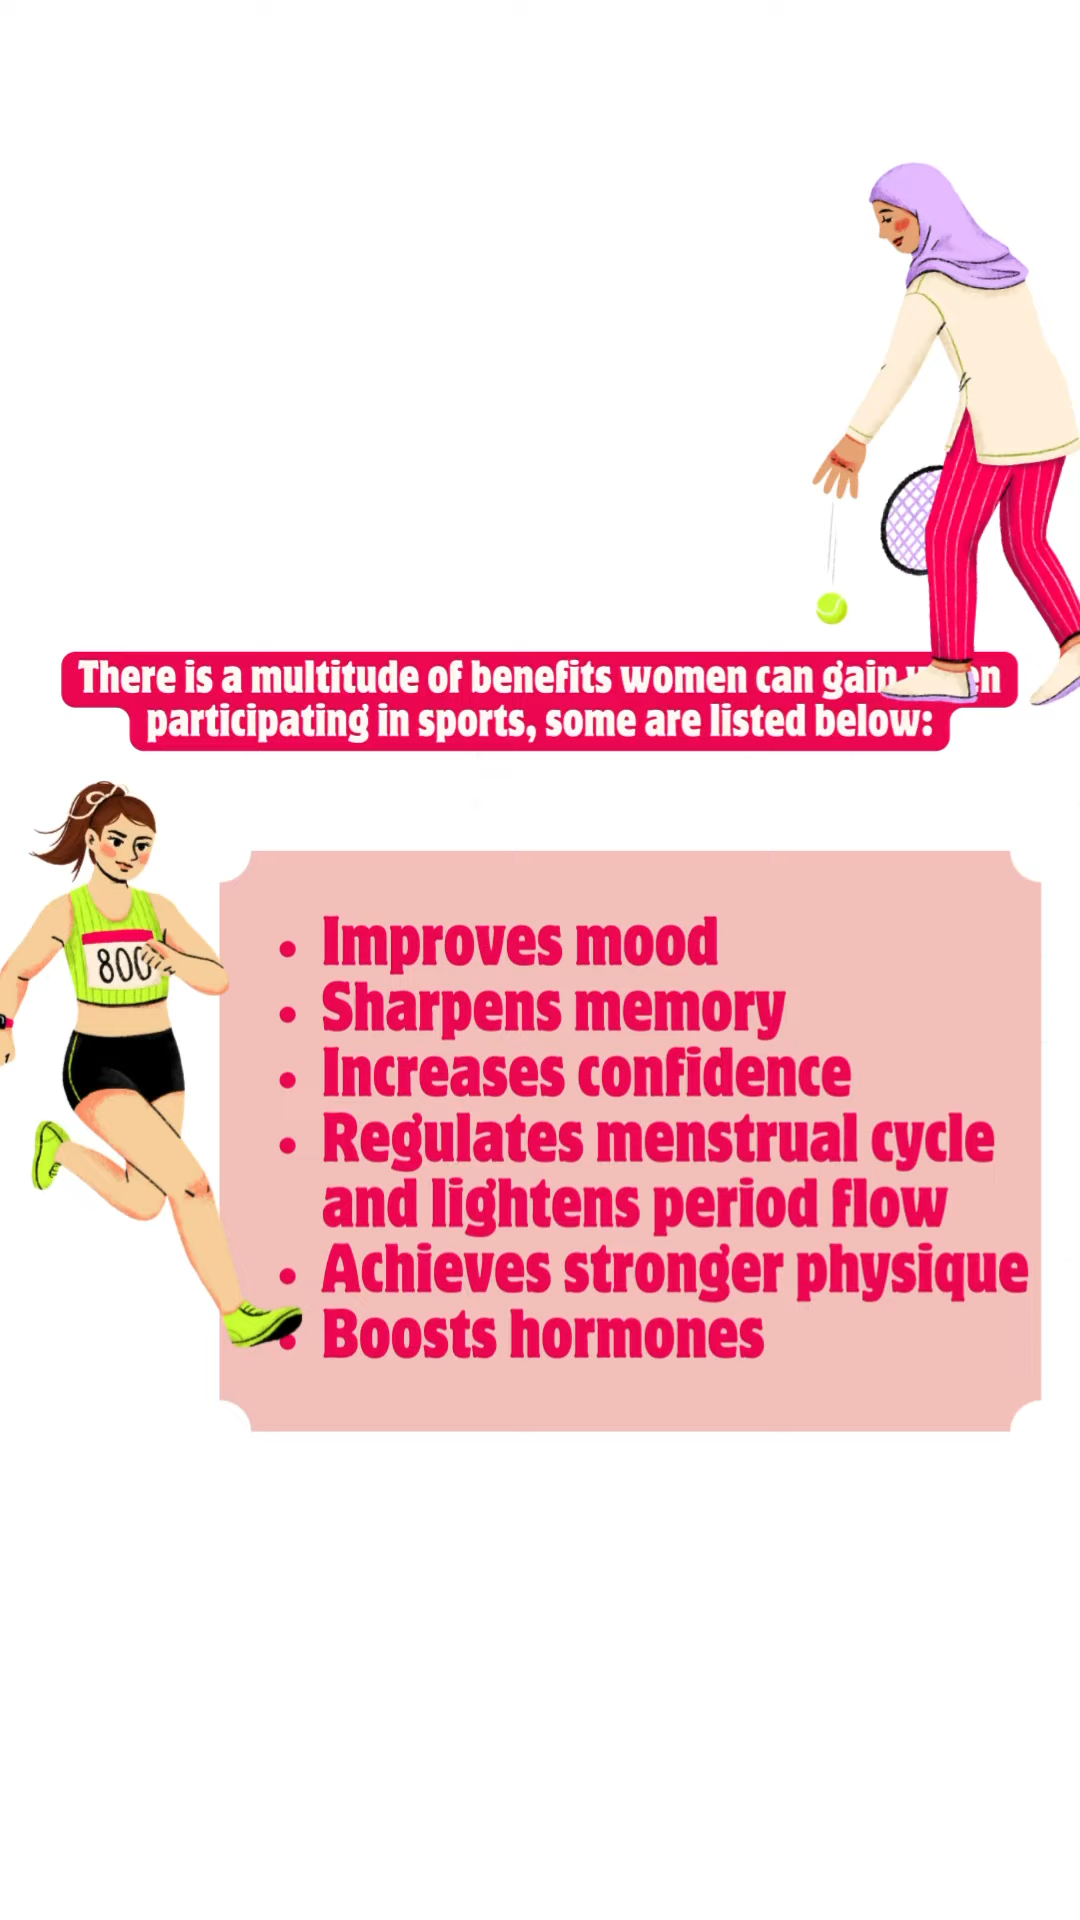 There is a multitude of benefits women can gain
participating in sports, some are listed below:
800
• Improves mood
• Sharpens memory
• Increases confidence
• Regulates menstrual cycle
and lightens period flow
• Achieves stronger physique
• Boosts hormones